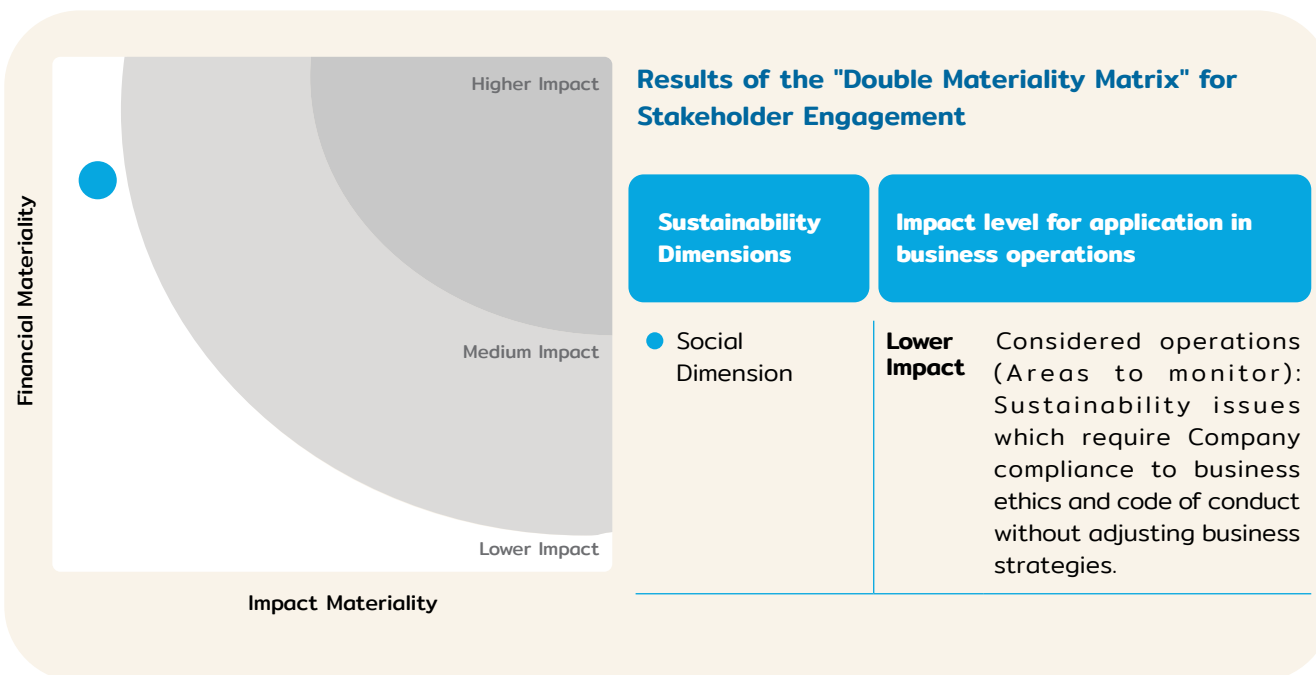 Higher Impact
Medium Impact
Lower Impact
Financial Materiality
Impact Materiality
Results of the "Double Materiality Matrix" for
Stakeholder Engagement
Sustainability
Dimensions
Impact level for application in
business operations
Social
Dimension
Lower
Impact
Considered operations
(Areas to monitor):
Sustainability issues
which require Company
compliance to business
ethics and code of conduct
without adjusting business
strategies.